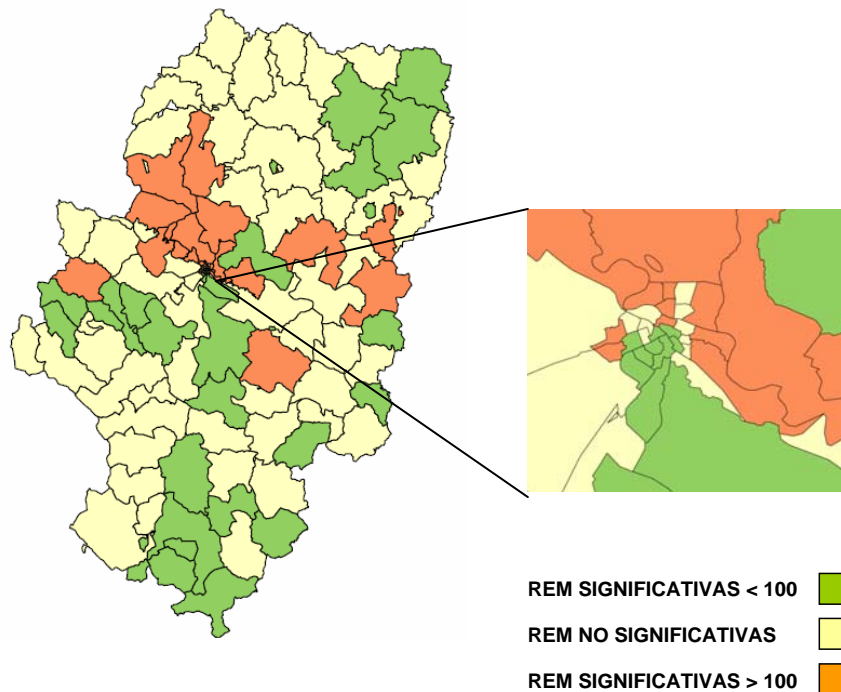 REM SIGNIFICATIVAS < 100
REM NO SIGNIFICATIVAS
REM SIGNIFICATIVAS > 100